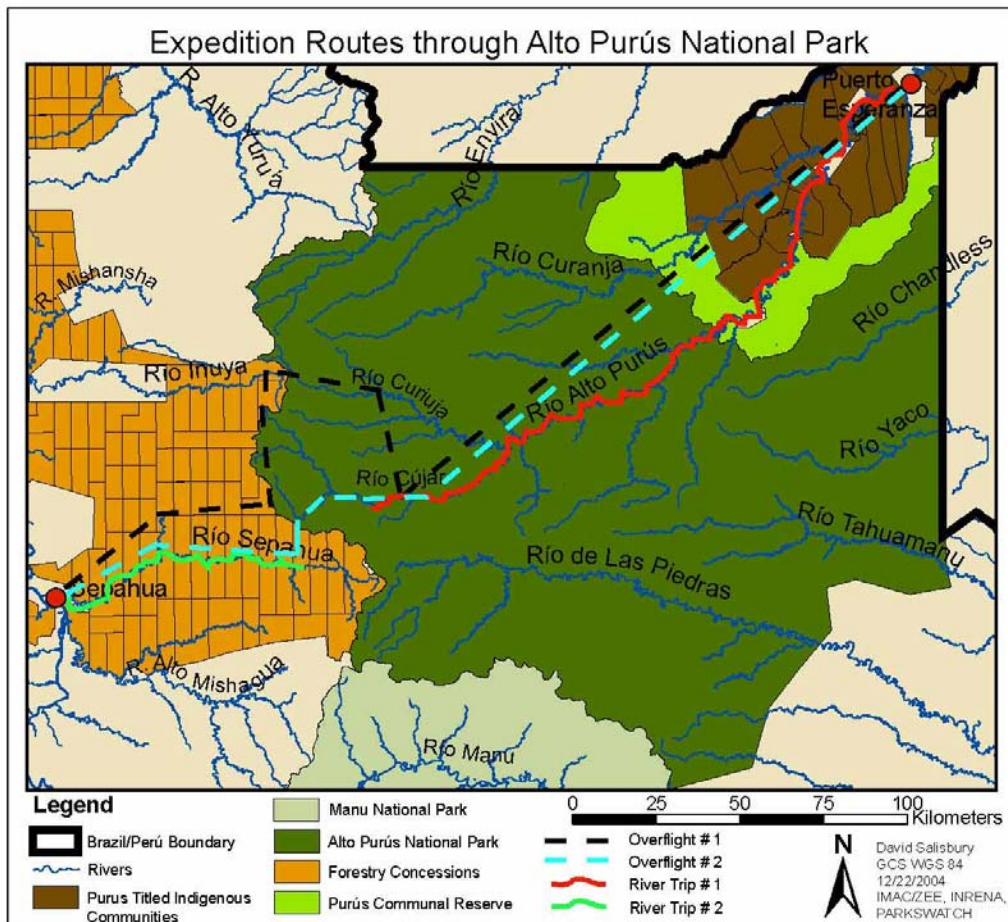 Expedition Routes through Alto Purús National Park
R. Alto Yuru'a
Río EnVira
Puerto
Esperanza
R. Mishansha
Río Curanja
Río Chandless
Río Inuya
Río Curiuja
Río Alto Purús
Río Yaco
Río Cújar
Río Sepahua
Río Tahuamanu
Río de Las Piedras
Sepahua
R. Alto Mishagua
Río Manu
Legend
Brazil/Perú Boundary
Rivers
Purus Titled Indigenous
Communities
Manu National Park
Alto Purús National Park
Forestry Concessions
Purús Communal Reserve
0 25 50 75 100
Kilometers
Overflight # 1
Overflight # 2
River Trip # 1
River Trip # 2
N
David Salisbury
GCS WGS 84
12/22/2004
IMAC/ZEE, INRENA,
PARKSWATCH